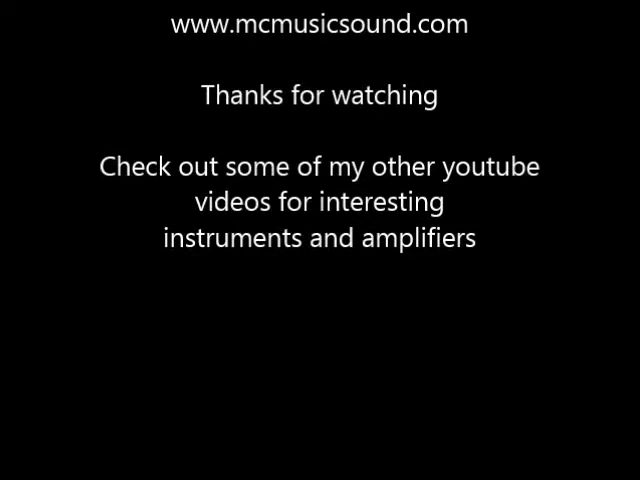 www.mcmusicsound.com
Thanks for watching
Check out some of my other youtube
videos for interesting
instruments and amplifiers